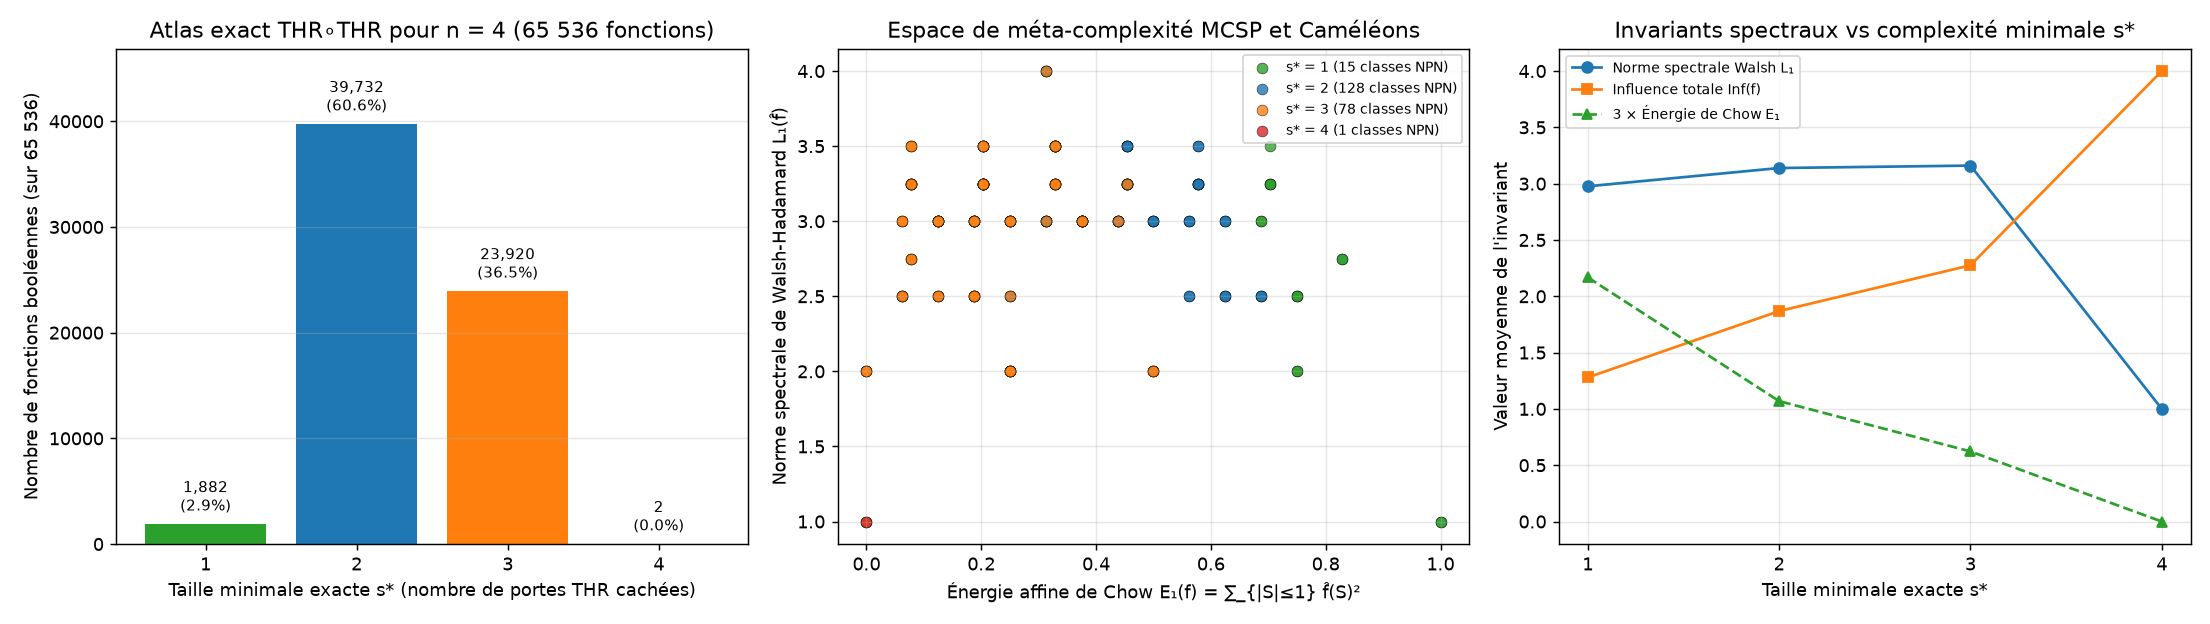 Atlas exact THR∘THR pour n = 4 (65 536 fonctions)
Nombre de fonctions booléennes (sur 65 536)
40000
30000
20000
10000
0
1,882
(2.9%)
39,732
(60.6%)
23,920
(36.5%)
2
(0.0%)
1
2
3
4
Taille minimale exacte s* (nombre de portes THR cachées)
Espace de méta-complexité MCSP et Caméléons
Norme spectrale de Walsh-Hadamard L₁(f̂)
4.0
3.5
3.0
2.5
2.0
1.5
1.0
s* = 1 (15 classes NPN)
s* = 2 (128 classes NPN)
s* = 3 (78 classes NPN)
s* = 4 (1 classes NPN)
0.0
0.2
0.4
0.6
0.8
1.0
Énergie affine de Chow E₁(f) = ∑_{|S|≤1} f̂(S)²
Invariants spectraux vs complexité minimale s*
Valeur moyenne de l'invariant
4.0
3.5
3.0
2.5
2.0
1.5
1.0
0.5
0.0
Norme spectrale Walsh L₁
Influence totale Inf(f)
3 × Énergie de Chow E₁
1
2
3
4
Taille minimale exacte s*